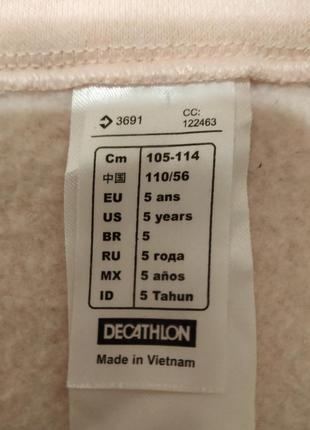 3691 CC: 122463
Cm 105-114
中国 110/56
EU 5 ans
US 5 years
BR 5
RU 5 года
MX 5 años
ID 5 Tahun
DECATHLON
Made in Vietnam